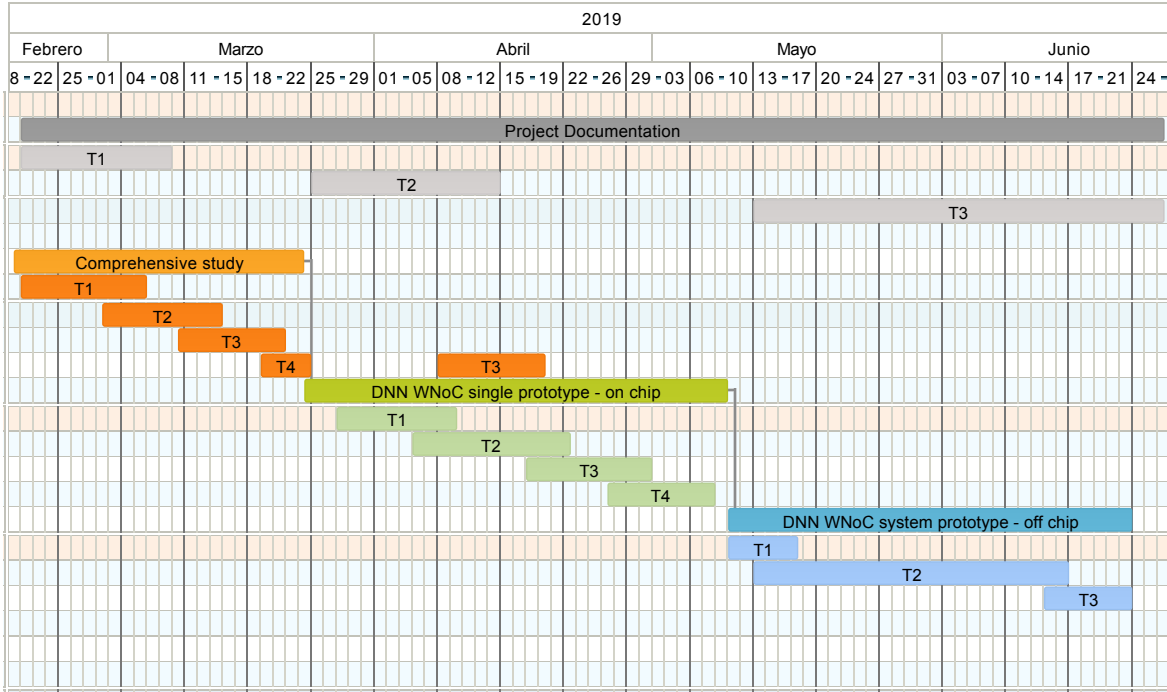 2019
Febrero Marzo Abril Mayo Junio
8 - 22 25 - 01 04 - 08 11 - 15 18 - 22 25 - 29 01 - 05 08 - 12 15 - 19 22 - 26 29 - 03 06 - 10 13 - 17 20 - 24 27 - 31 03 - 07 10 - 14 17 - 21 24 -
Project Documentation
T1
T2
T3
Comprehensive study
T1
T2
T3
T4 T3
DNN WNoC single prototype - on chip
T1
T2
T3
T4
DNN WNoC system prototype - off chip
T1
T2
T3